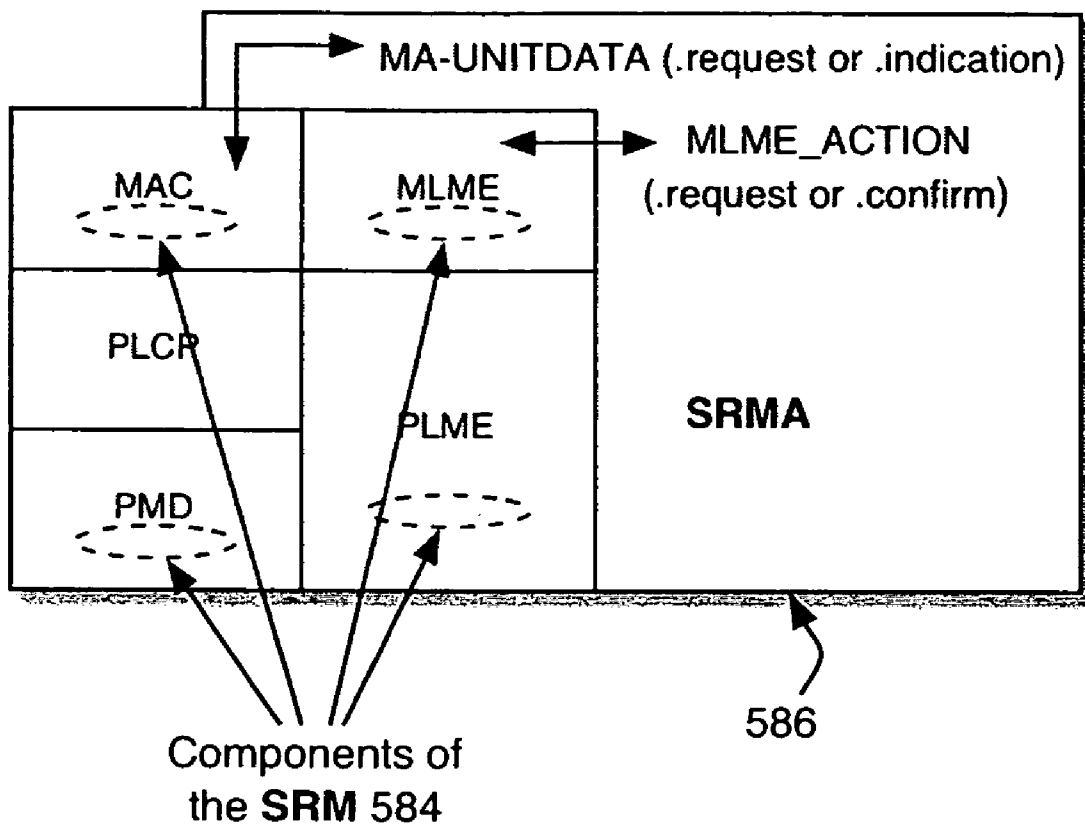 MA-UNITDATA (.request or .indication)
MLME_ACTION
(.request or .confirm)
MAC
MLME
PLCP
PLME
SRMA
PMD
586
Components of
the SRM 584